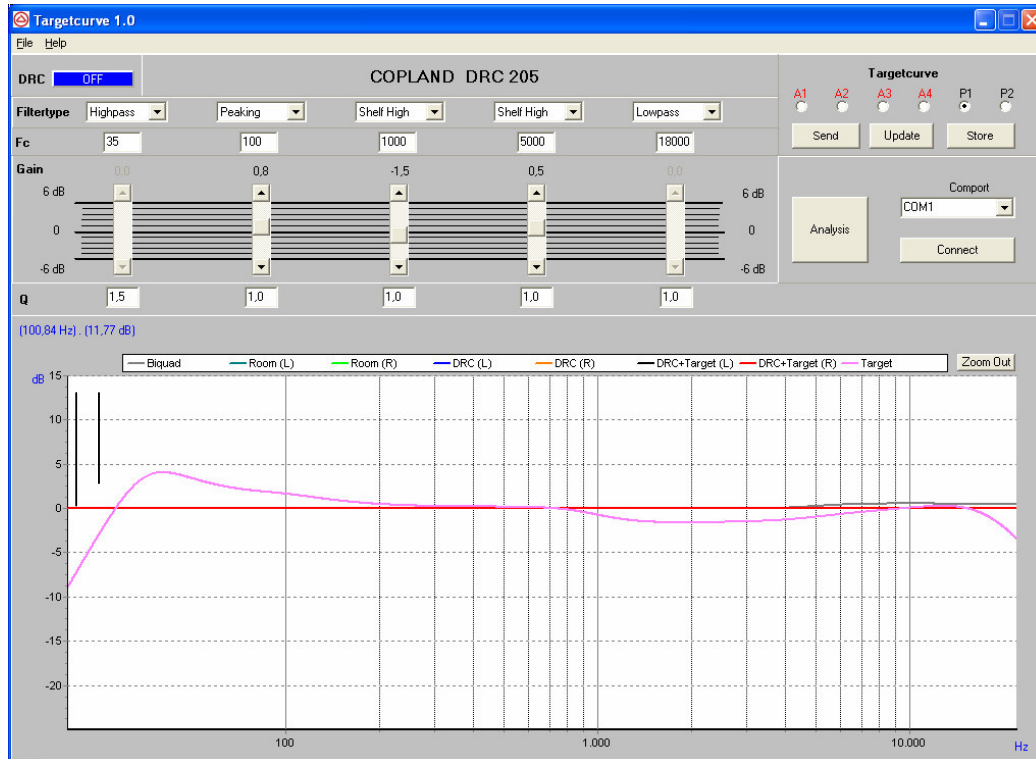 Targetcurve 1.0
File Help
DRC OFF
COPLAND DRC 205
Targetcurve
A1 A2 A3 A4 P1 P2
Send Update Store
Filtertype Highpass Peaking Shelf High Shelf High Lowpass
Fc 35 100 1000 5000 18000
Gain 0,0 0,8 -1,5 0,5 0,0
6 dB 6 dB
0 0
-6 dB -6 dB
Comport
COM1
Analysis
Connect
Q 1,5 1,0 1,0 1,0 1,0
(100,84 Hz) . (11,77 dB)
Biquad Room (L) Room (R) DRC (L) DRC (R) DRC+Target (L) DRC+Target (R) Target
Zoom Out
dB 15
10
5
0
-5
-10
-15
-20
100 1.000 10.000 Hz